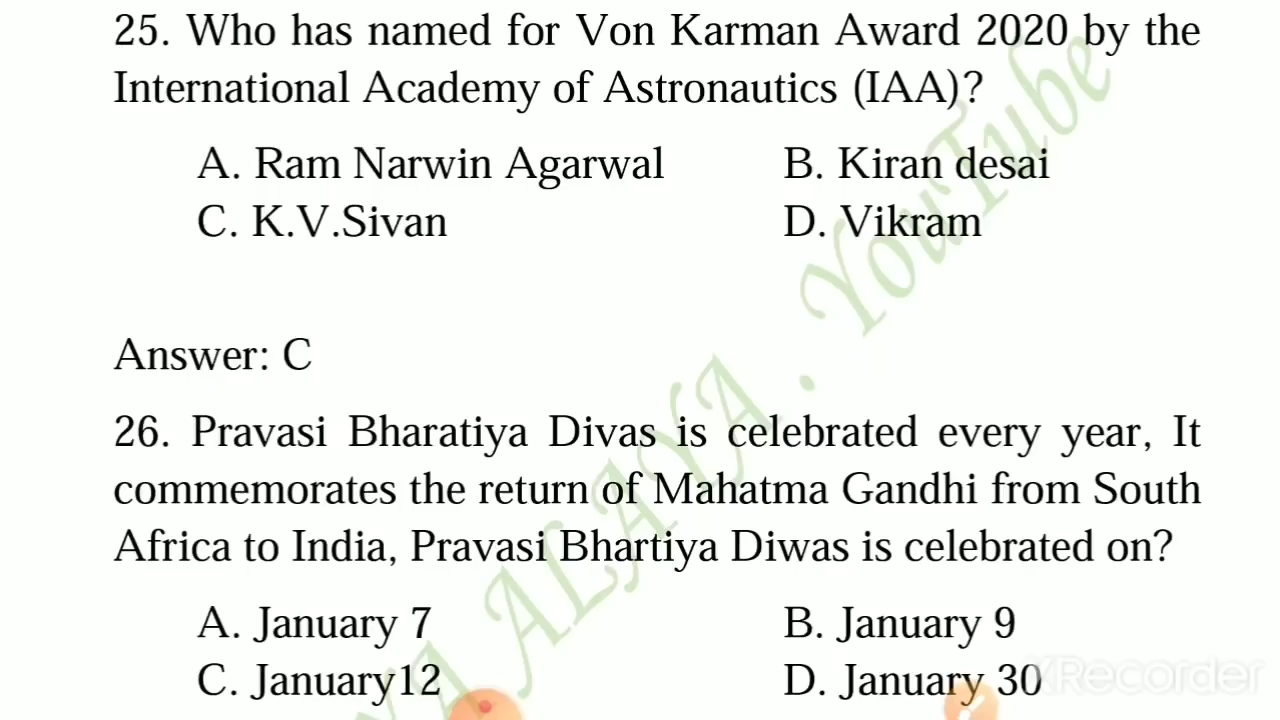 25. Who has named for Von Karman Award 2020 by the
International Academy of Astronautics (IAA)?
A. Ram Narwin Agarwal B. Kiran desai
C. K.V.Sivan D. Vikram
Answer: C
26. Pravasi Bharatiya Divas is celebrated every year, It
commemorates the return of Mahatma Gandhi from South
Africa to India, Pravasi Bhartiya Diwas is celebrated on?
A. January 7 B. January 9
C. January12 D. January 30
XRecorder
ALAYA . YouTube